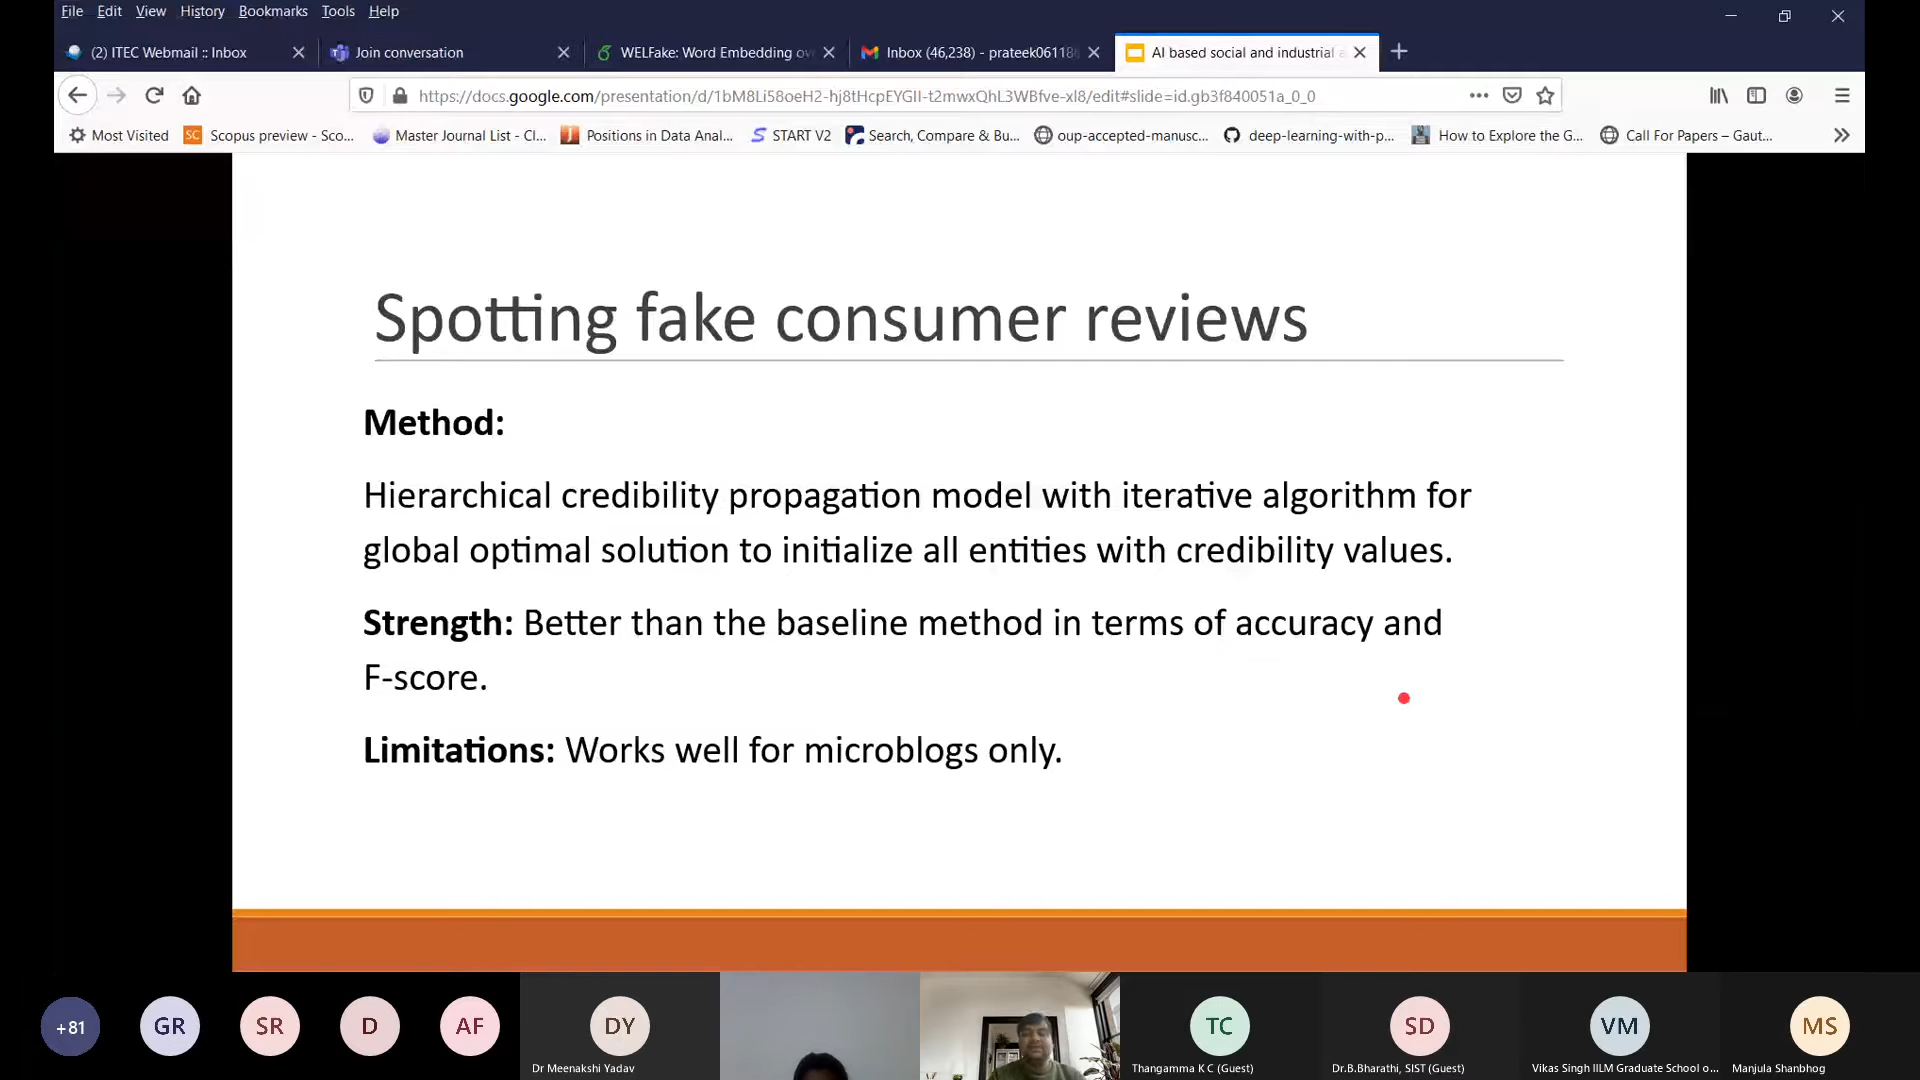 File Edit View History Bookmarks Tools Help
(2) ITEC Webmail :: Inbox
Join conversation
WELFake: Word Embedding ov
Inbox (46,238) - prateek06118
AI based social and industrial a
https://docs.google.com/presentation/d/1bM8Li58oeH2-hj8tHcpEYGII-t2mwxQhL3WBfve-xl8/edit#slide=id.gb3f840051a_0_0
Most Visited
SC Scopus preview - Sco...
Master Journal List - Cl...
Positions in Data Anal...
START V2
Search, Compare & Bu...
oup-accepted-manusc...
deep-learning-with-p...
How to Explore the G...
Call For Papers – Gaut...
Spotting fake consumer reviews
Method:
Hierarchical credibility propagation model with iterative algorithm for
global optimal solution to initialize all entities with credibility values.
Strength: Better than the baseline method in terms of accuracy and
F-score.
Limitations: Works well for microblogs only.
+81
GR
SR
D
AF
DY
TC
SD
VM
MS
Dr Meenakshi Yadav
Thangamma K C (Guest)
Dr.B.Bharathi, SIST (Guest)
Vikas Singh IILM Graduate School o...
Manjula Shanbhog